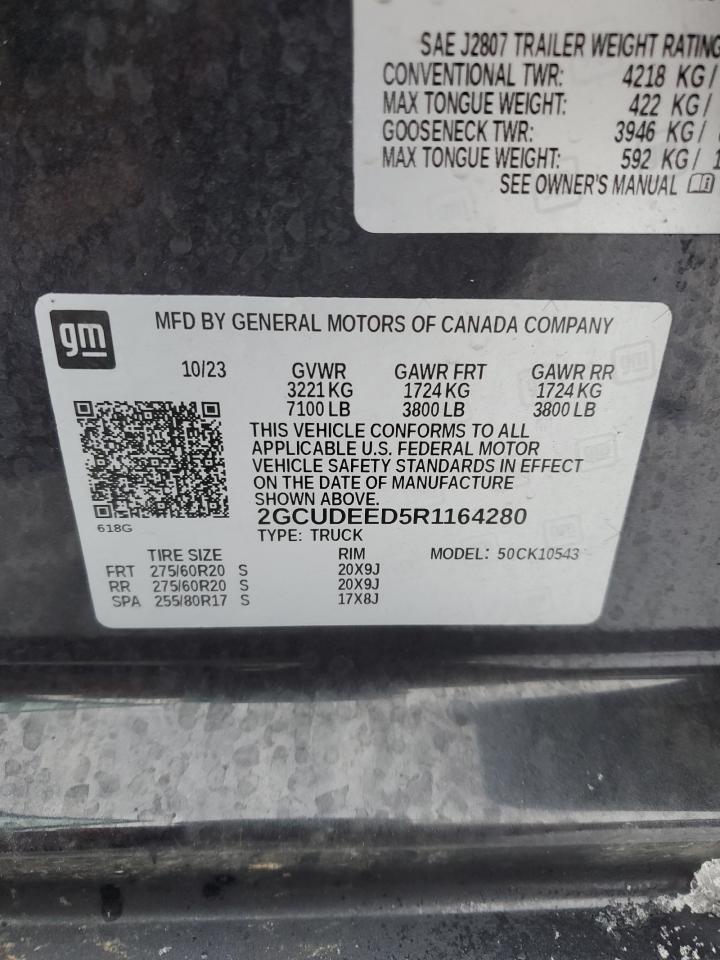 SAE J2807 TRAILER WEIGHT RATING
CONVENTIONAL TWR: 4218 KG /
MAX TONGUE WEIGHT: 422 KG /
GOOSENECK TWR: 3946 KG /
MAX TONGUE WEIGHT: 592 KG / 1
SEE OWNER'S MANUAL
gm
MFD BY GENERAL MOTORS OF CANADA COMPANY
10/23 GVWR GAWR FRT GAWR RR
3221 KG 1724 KG 1724 KG
7100 LB 3800 LB 3800 LB
THIS VEHICLE CONFORMS TO ALL
APPLICABLE U.S. FEDERAL MOTOR
VEHICLE SAFETY STANDARDS IN EFFECT
ON THE DATE OF MANUFACTURE
SHOWN ABOVE.
2GCUDEED5R1164280
618G
TYPE: TRUCK
TIRE SIZE RIM MODEL: 50CK10543
FRT 275/60R20 S 20X9J
RR 275/60R20 S 20X9J
SPA 255/80R17 S 17X8J